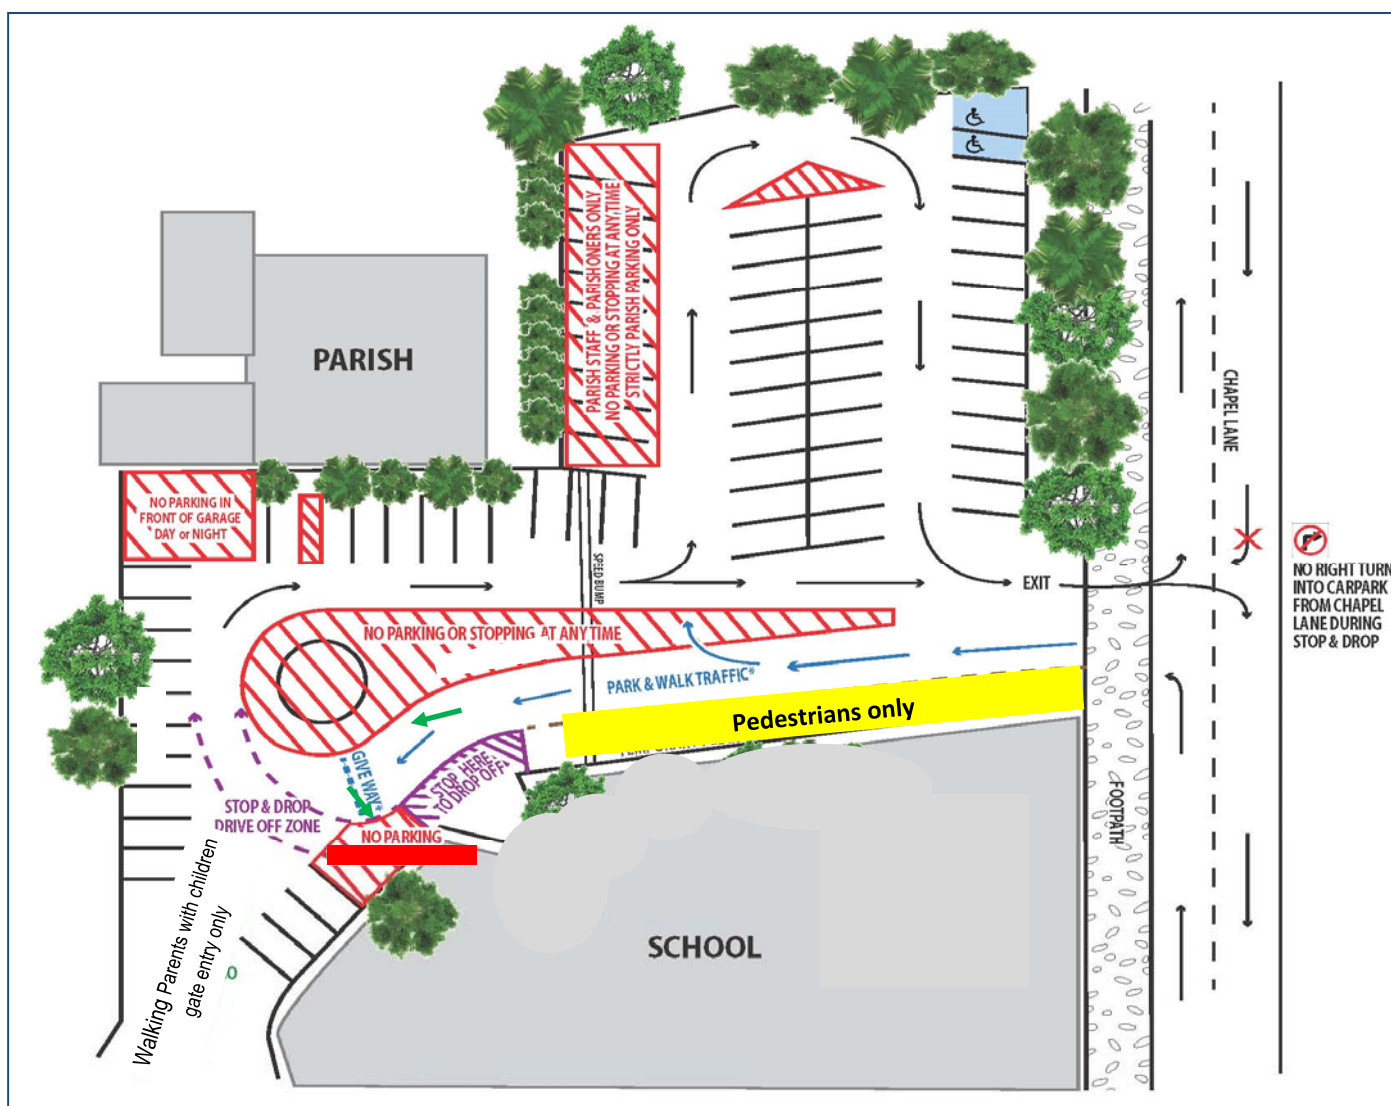 PARISH
PARISH STAFF & PARISHONERS ONLY
NO PARKING OR STOPPING AT ANY TIME
STRICTLY PARISH PARKING ONLY
NO PARKING IN
FRONT OF GARAGE
DAY or NIGHT
SPEED BUMP
EXIT
CHAPEL LANE
NO RIGHT TURN
INTO CARPARK
FROM CHAPEL
LANE DURING
STOP & DROP
NO PARKING OR STOPPING AT ANY TIME
PARK & WALK TRAFFIC*
Pedestrians only
GIVE WAY*
STOP HERE
TO DROP OFF!
STOP & DROP
DRIVE OFF ZONE
NO PARKING
FOOTPATH
Walking Parents with children
gate entry only
SCHOOL